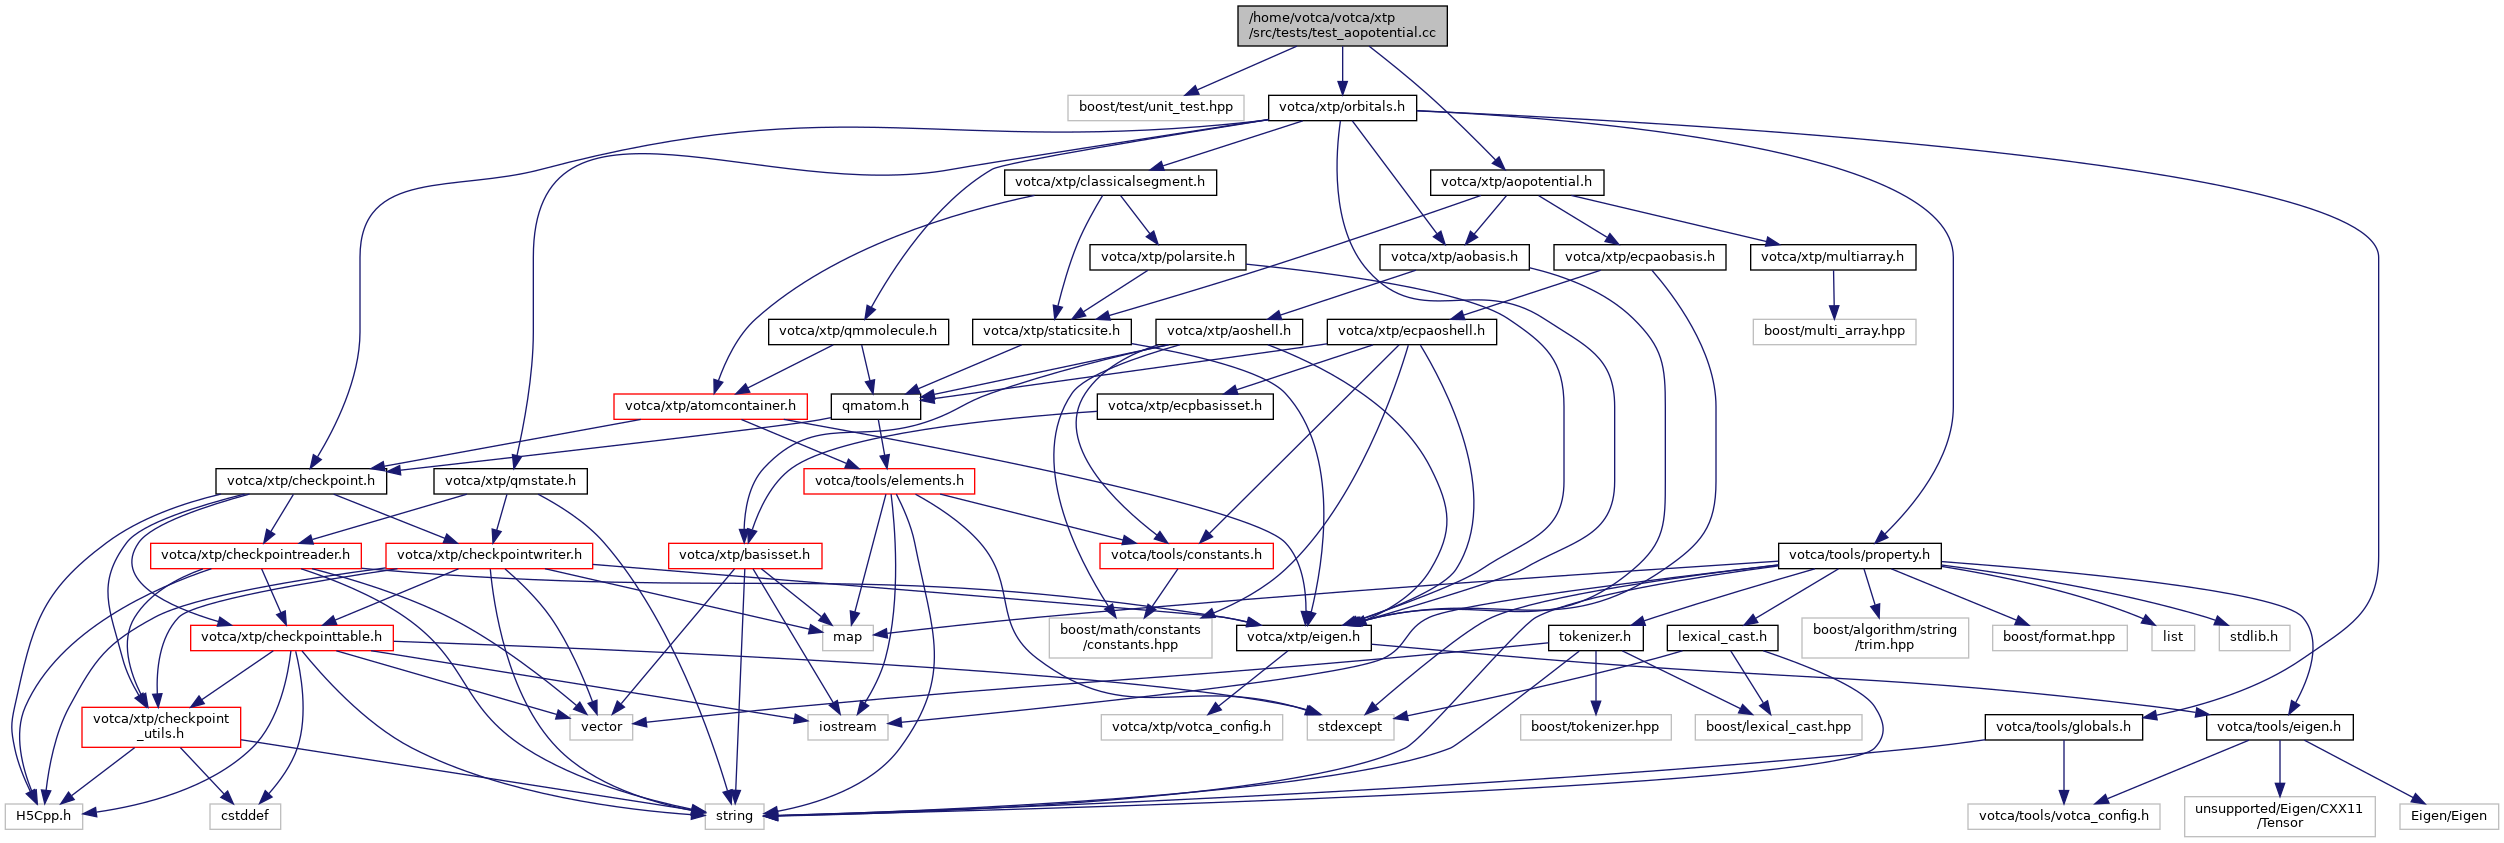 /home/votca/votca/xtp
/src/tests/test_aopotential.cc
boost/test/unit_test.hpp
votca/xtp/orbitals.h
votca/xtp/classicalsegment.h
votca/xtp/aopotential.h
votca/xtp/polarsite.h
votca/xtp/aobasis.h
votca/xtp/ecpaobasis.h
votca/xtp/multiarray.h
votca/xtp/qmmolecule.h
votca/xtp/staticsite.h
votca/xtp/aoshell.h
votca/xtp/ecpaoshell.h
boost/multi_array.hpp
votca/xtp/atomcontainer.h
qmatom.h
votca/xtp/ecpbasisset.h
votca/xtp/checkpoint.h
votca/xtp/qmstate.h
votca/tools/elements.h
votca/xtp/checkpointreader.h
votca/xtp/checkpointwriter.h
votca/xtp/basisset.h
votca/tools/constants.h
votca/tools/property.h
votca/xtp/checkpointtable.h
map
boost/math/constants
/constants.hpp
votca/xtp/eigen.h
tokenizer.h
lexical_cast.h
boost/algorithm/string
/trim.hpp
boost/format.hpp
list
stdlib.h
votca/xtp/checkpoint
_utils.h
vector
iostream
votca/xtp/votca_config.h
stdexcept
boost/tokenizer.hpp
boost/lexical_cast.hpp
votca/tools/globals.h
votca/tools/eigen.h
H5Cpp.h
cstddef
string
votca/tools/votca_config.h
unsupported/Eigen/CXX11
/Tensor
Eigen/Eigen